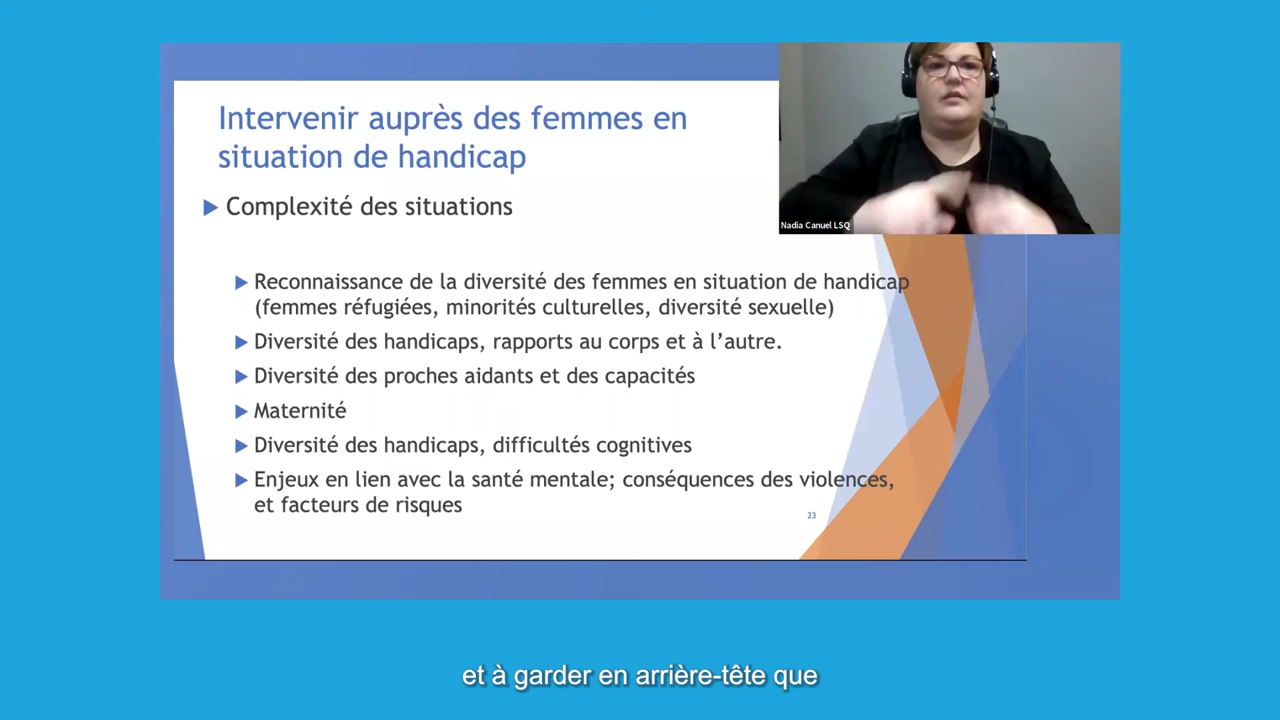 Intervenir auprès des femmes en
situation de handicap
Complexité des situations
Nadia Canuel LSQ
Reconnaissance de la diversité des femmes en situation de handicap
(femmes réfugiées, minorités culturelles, diversité sexuelle)
Diversité des handicaps, rapports au corps et à l’autre.
Diversité des proches aidants et des capacités
Maternité
Diversité des handicaps, difficultés cognitives
Enjeux en lien avec la santé mentale; conséquences des violences,
et facteurs de risques
23
et à garder en arrière-tête que